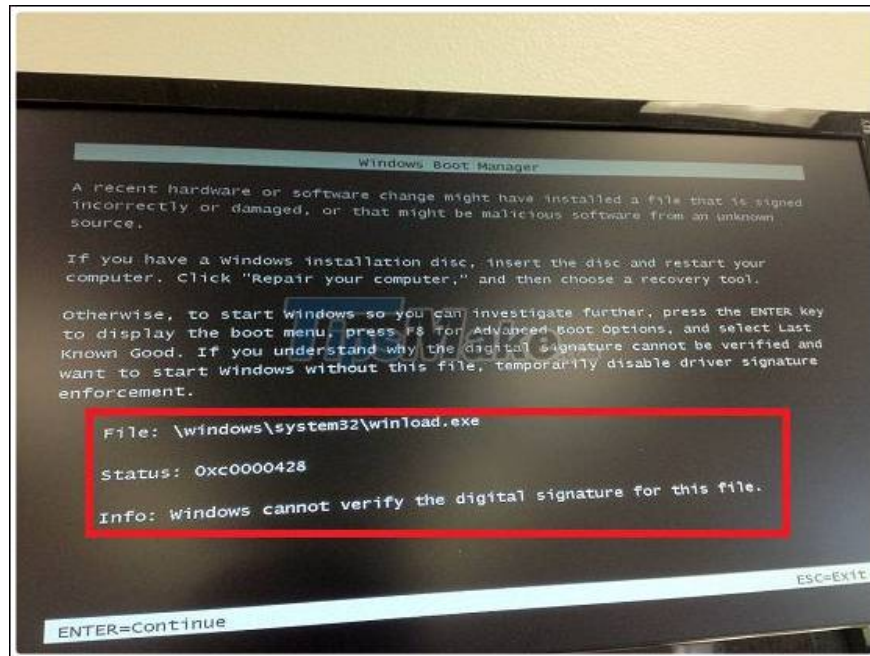 Windows Boot Manager
A recent hardware or software change might have installed a file that is signed
incorrectly or damaged, or that might be malicious software from an unknown
source.
If you have a Windows installation disc, insert the disc and restart your
computer. Click "Repair your computer," and then choose a recovery tool.
Otherwise, to start Windows so you can investigate further, press the ENTER key
to display the boot menu, press F8 for Advanced Boot Options, and select Last
Known Good. If you understand why the digital signature cannot be verified and
want to start Windows without this file, temporarily disable driver signature
enforcement.
File: \windows\system32\winload.exe
Status: 0xc0000428
Info: Windows cannot verify the digital signature for this file.
ENTER=Continue
ESC=Exit
TipsMake